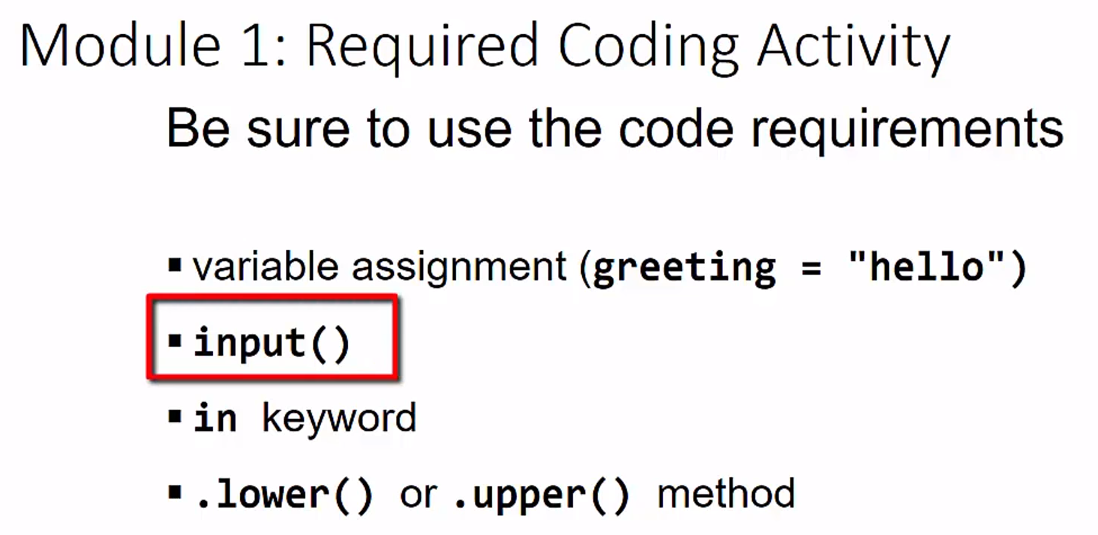 Module 1: Required Coding Activity
Be sure to use the code requirements
▪ variable assignment (greeting = "hello")
▪ input()
▪ in keyword
▪ .lower() or .upper() method